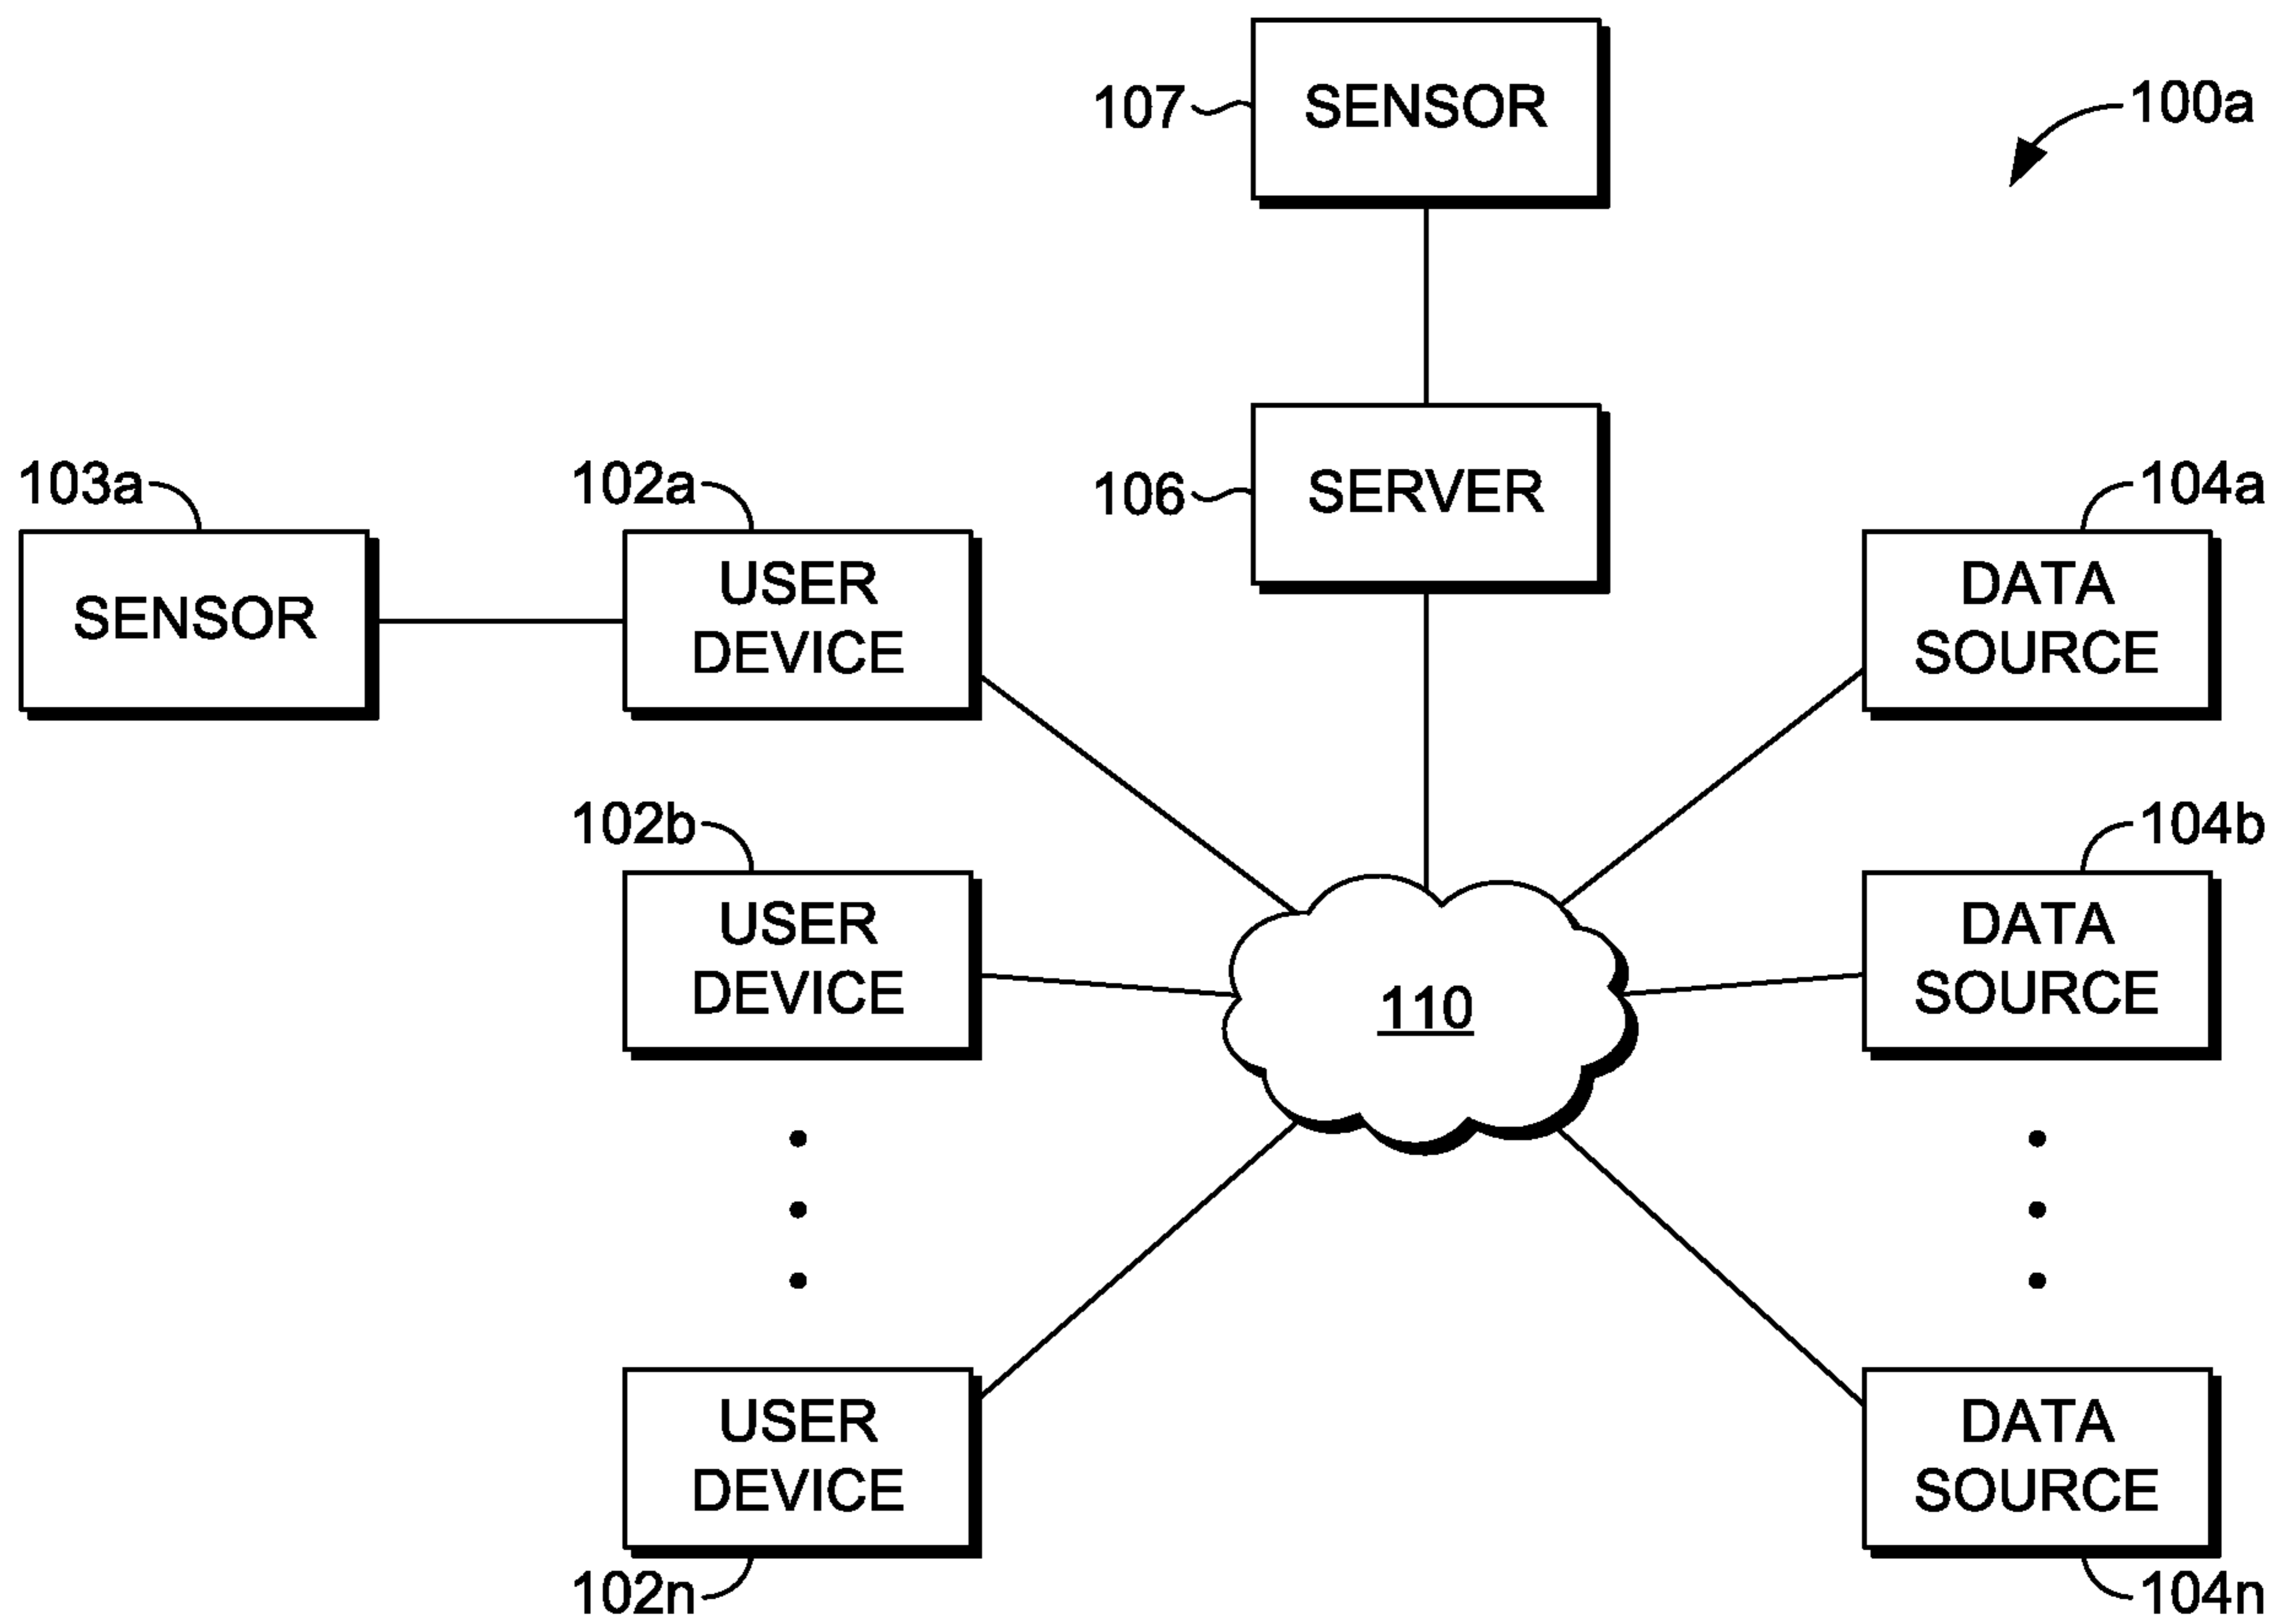 107
SENSOR
100a
106
SERVER
103a
SENSOR
102a
USER
DEVICE
104a
DATA
SOURCE
102b
USER
DEVICE
104b
DATA
SOURCE
110
USER
DEVICE
102n
DATA
SOURCE
104n